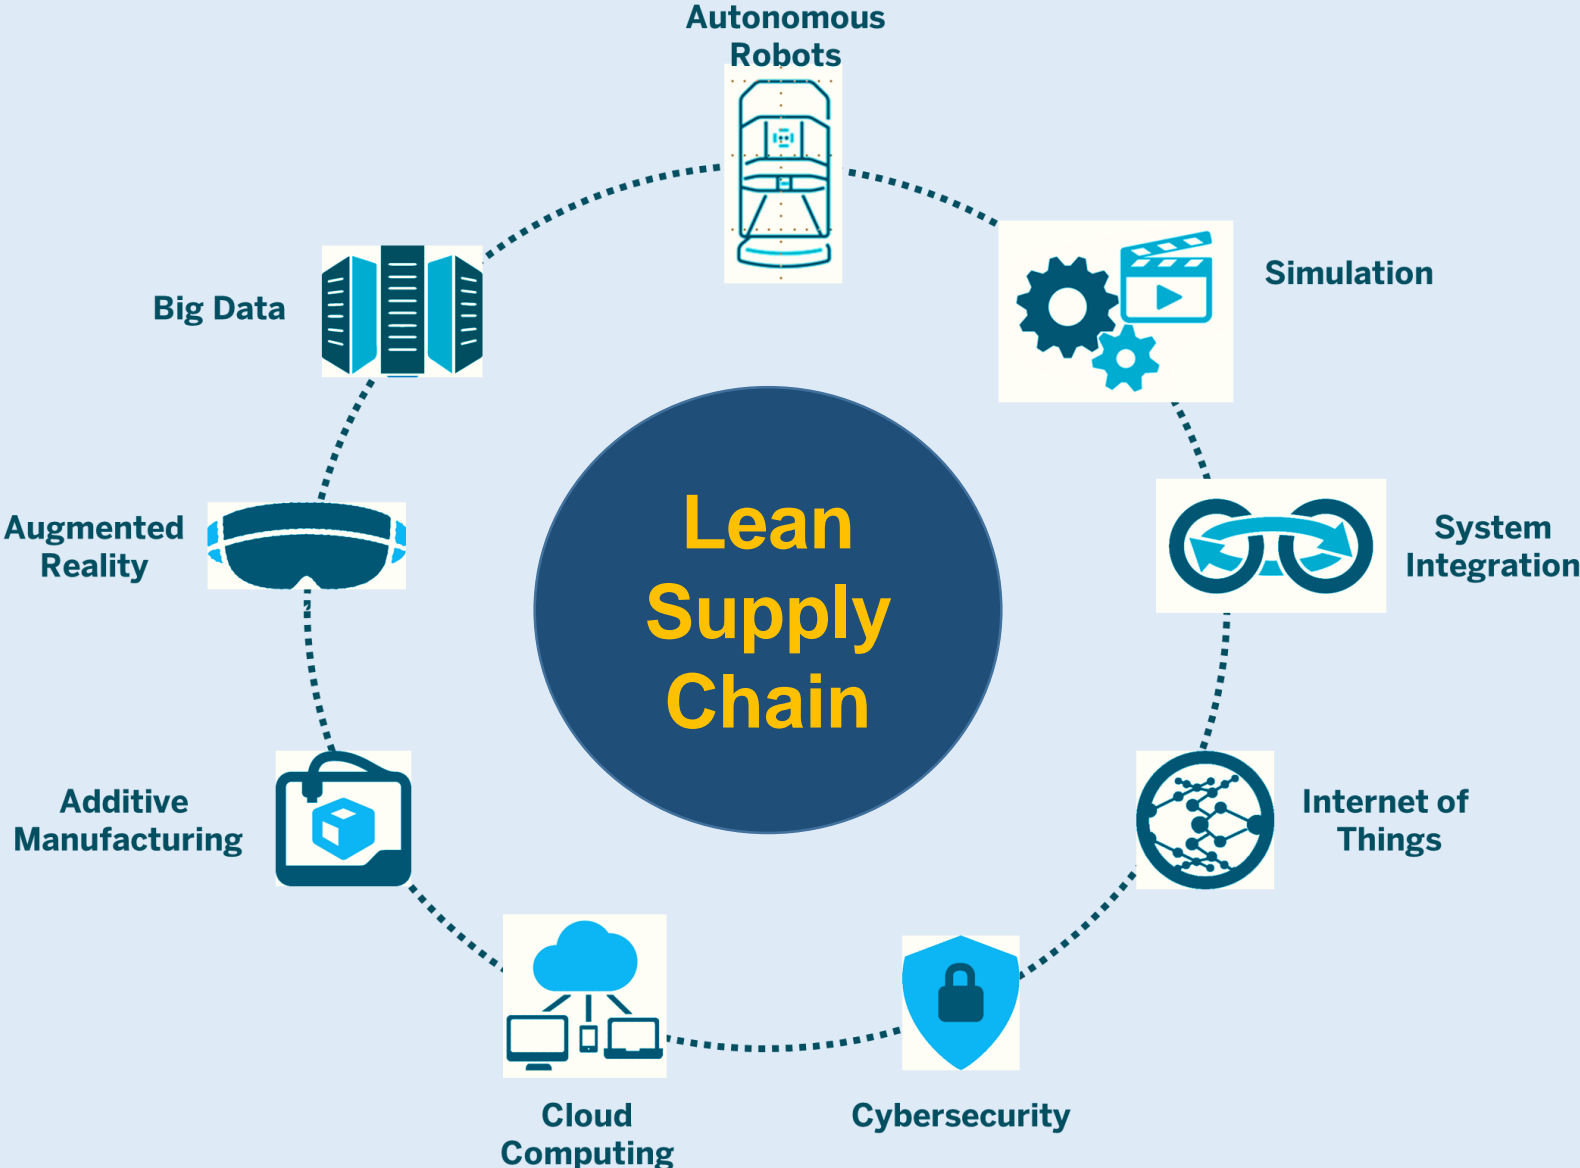 Autonomous
Robots
Simulation
Big Data
Lean
Supply
Chain
Augmented
Reality
System
Integration
Additive
Manufacturing
Internet of
Things
Cloud
Computing
Cybersecurity